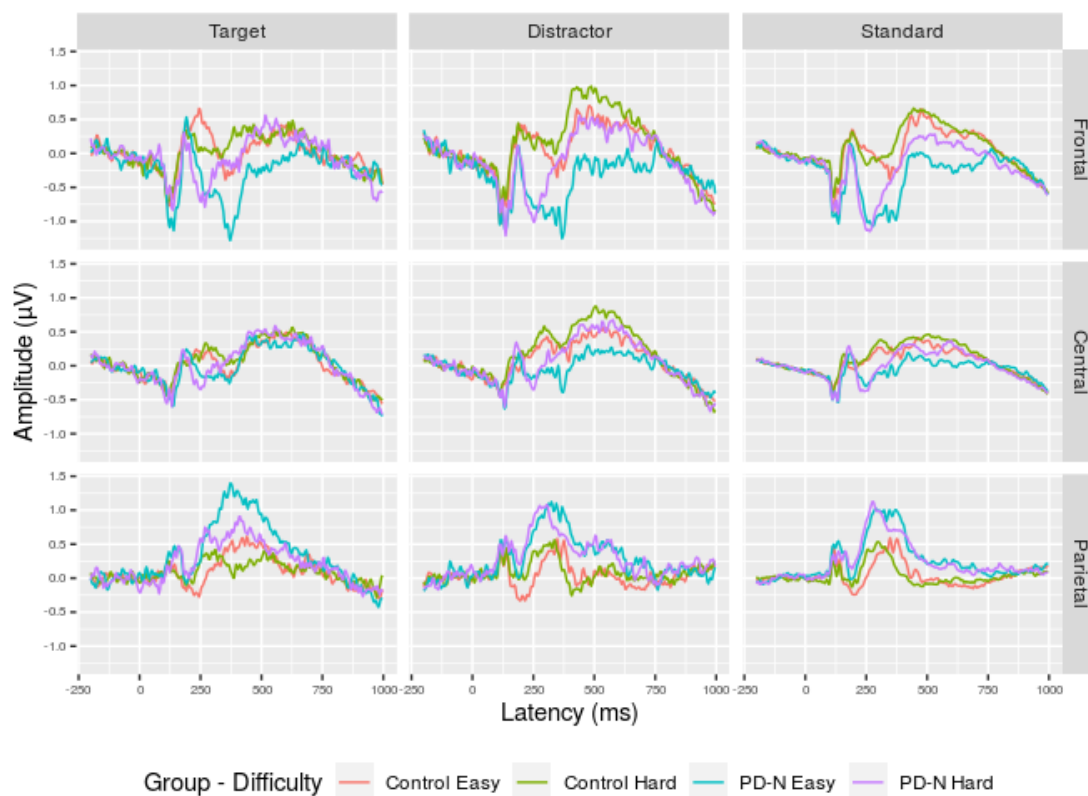 Target Distractor Standard
1.5
1.0
0.5
0.0
-0.5
-1.0
Frontal
1.5
1.0
0.5
0.0
-0.5
-1.0
Central
1.5
1.0
0.5
0.0
-0.5
-1.0
Parietal
Amplitude (µV)
-250 0 250 500 750 1000 -250 0 250 500 750 1000 -250 0 250 500 750 1000
Latency (ms)
Group - Difficulty Control Easy Control Hard PD-N Easy PD-N Hard